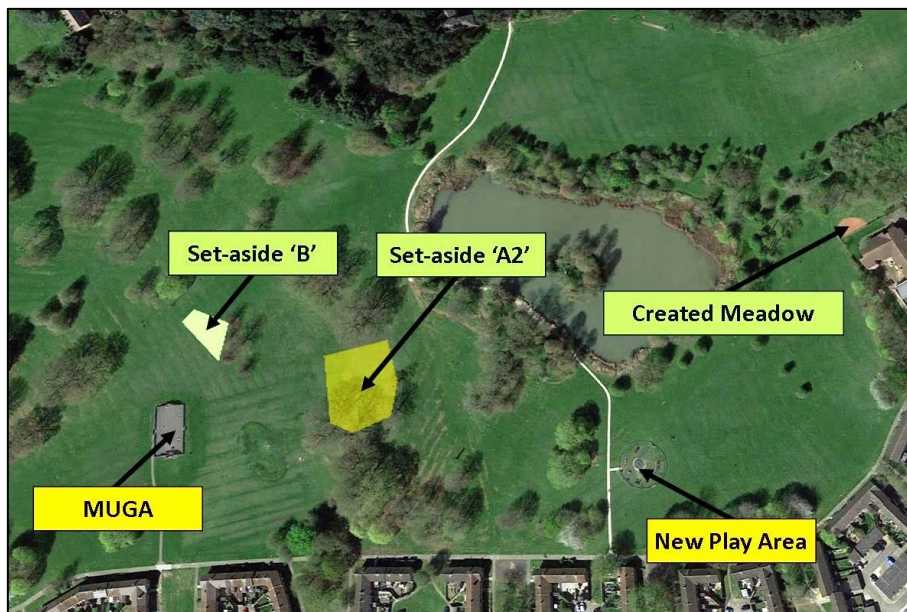 Set-aside ‘B’
Set-aside ‘A2’
Created Meadow
MUGA
New Play Area